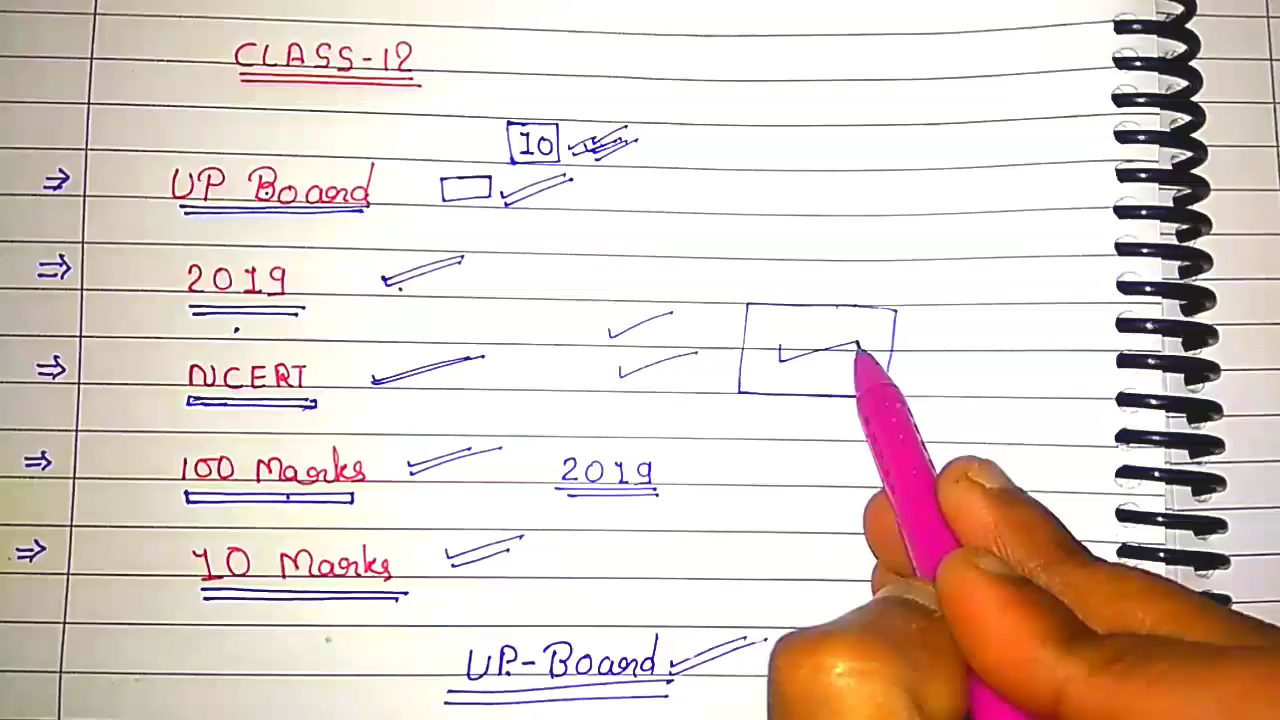 CLASS-12
10
⇒ UP Board
⇒ 2019
⇒ NCERT
⇒ 100 Marks 2019
⇒ 10 Marks
UP.-Board